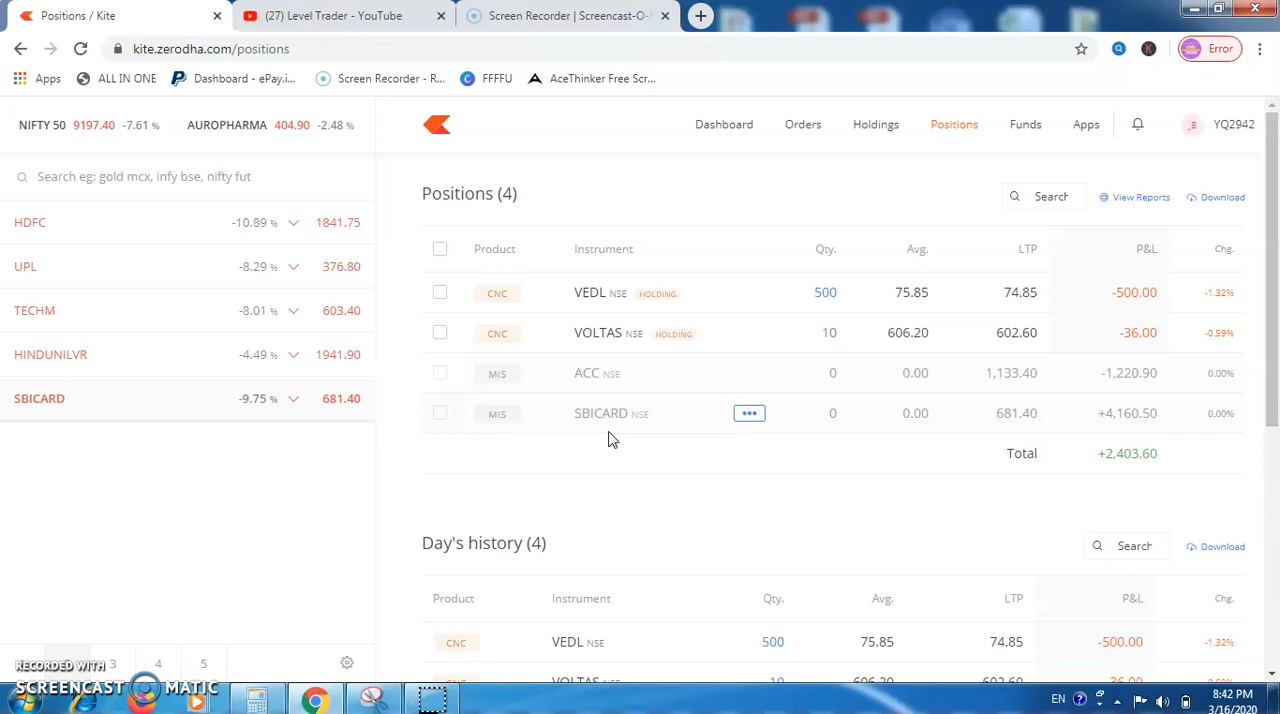 Positions / Kite
(27) Level Trader - YouTube
Screen Recorder | Screencast-O-
kite.zerodha.com/positions
Error
Apps
ALL IN ONE
Dashboard - ePay.i...
Screen Recorder - R...
FFFFU
AceThinker Free Scr...
NIFTY 50 9197.40 -7.61 %
AUROPHARMA 404.90 -2.48 %
Dashboard
Orders
Holdings
Positions
Funds
Apps
JB
YQ2942
Search eg: gold mcx, infy bse, nifty fut
HDFC -10.89 % 1841.75
UPL -8.29 % 376.80
TECHM -8.01 % 603.40
HINDUNILVR -4.49 % 1941.90
SBICARD -9.75 % 681.40
Positions (4)
Search
View Reports
Download
Product Instrument Qty. Avg. LTP P&L Chg.
CNC VEDL NSE HOLDING 500 75.85 74.85 -500.00 -1.32%
CNC VOLTAS NSE HOLDING 10 606.20 602.60 -36.00 -0.59%
MIS ACC NSE 0 0.00 1,133.40 -1,220.90 0.00%
MIS SBICARD NSE 0 0.00 681.40 +4,160.50 0.00%
Total +2,403.60
Day's history (4)
Search
Download
Product Instrument Qty. Avg. LTP P&L Chg.
CNC VEDL NSE 500 75.85 74.85 -500.00 -1.32%
3 4 5
RECORDED WITH
SCREENCAST MATIC
EN
8:42 PM
3/16/2020